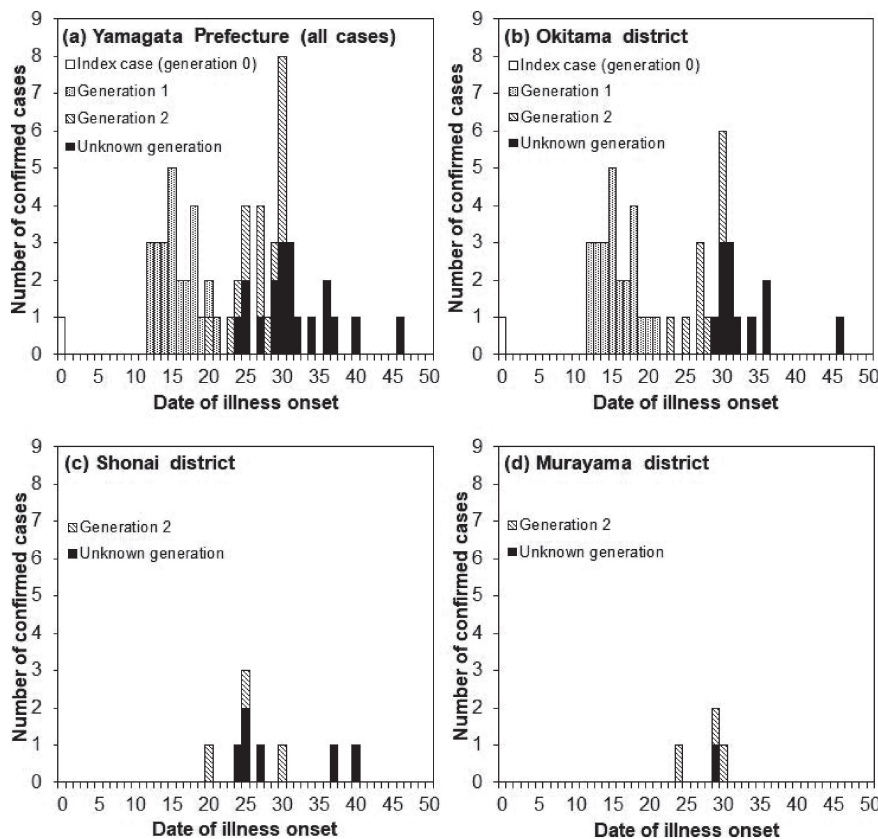 (a) Yamagata Prefecture (all cases)
Index case (generation 0)
Generation 1
Generation 2
Unknown generation
Number of confirmed cases
9
8
7
6
5
4
3
2
1
0
0 5 10 15 20 25 30 35 40 45 50
Date of illness onset
(b) Okitama district
Index case (generation 0)
Generation 1
Generation 2
Unknown generation
Number of confirmed cases
9
8
7
6
5
4
3
2
1
0
0 5 10 15 20 25 30 35 40 45 50
Date of illness onset
(c) Shonai district
Generation 2
Unknown generation
Number of confirmed cases
9
8
7
6
5
4
3
2
1
0
0 5 10 15 20 25 30 35 40 45 50
Date of illness onset
(d) Murayama district
Generation 2
Unknown generation
Number of confirmed cases
9
8
7
6
5
4
3
2
1
0
0 5 10 15 20 25 30 35 40 45 50
Date of illness onset